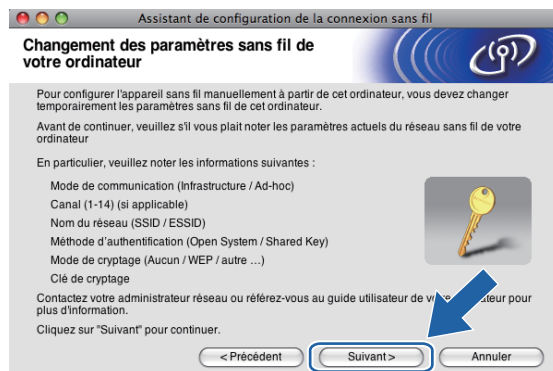 Assistant de configuration de la connexion sans fil
Changement des paramètres sans fil de
votre ordinateur
Pour configurer l'appareil sans fil manuellement à partir de cet ordinateur, vous devez changer
temporairement les paramètres sans fil de cet ordinateur.
Avant de continuer, veuillez s'il vous plait noter les paramètres actuels du réseau sans fil de votre
ordinateur
En particulier, veuillez noter les informations suivantes :
Mode de communication (Infrastructure / Ad-hoc)
Canal (1-14) (si applicable)
Nom du réseau (SSID / ESSID)
Méthode d'authentification (Open System / Shared Key)
Mode de cryptage (Aucun / WEP / autre ...)
Clé de cryptage
Contactez votre administrateur réseau ou référez-vous au guide utilisateur de pour
plus d'information.
Cliquez sur "Suivant" pour continuer.
< Précédent
Suivant >
Annuler